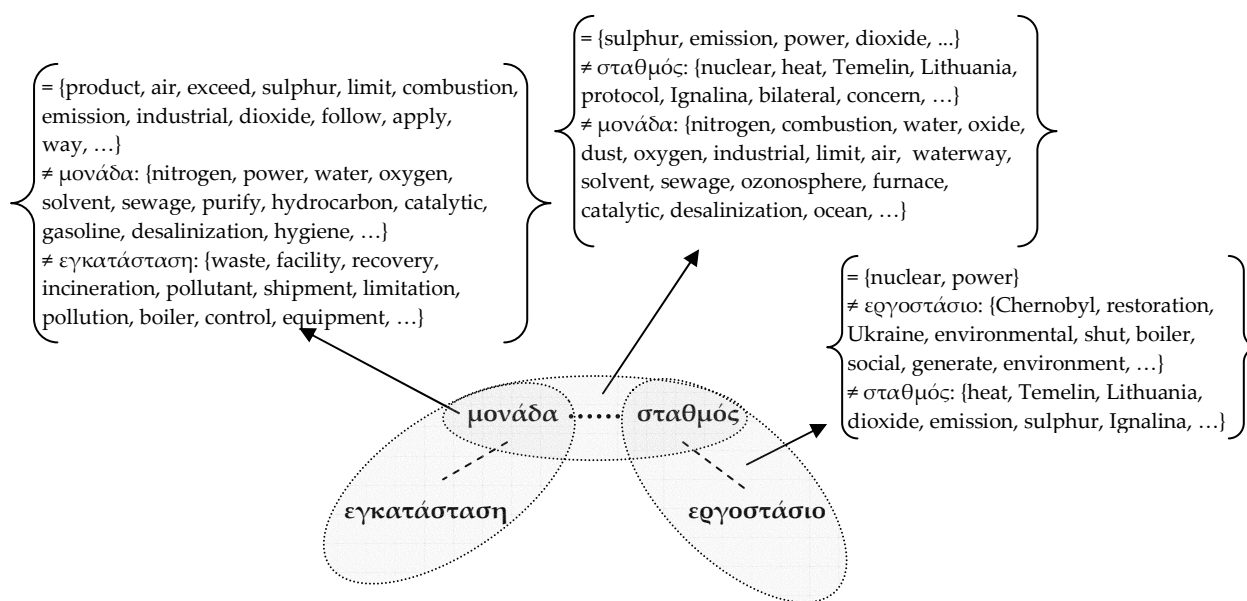 = {product, air, exceed, sulphur, limit, combustion,
emission, industrial, dioxide, follow, apply,
way, …}
≠ μονάδα: {nitrogen, power, water, oxygen,
solvent, sewage, purify, hydrocarbon, catalytic,
gasoline, desalinization, hygiene, …}
≠ εγκατάσταση: {waste, facility, recovery,
incineration, pollutant, shipment, limitation,
pollution, boiler, control, equipment, …}
= {sulphur, emission, power, dioxide, ...}
≠ σταθμός: {nuclear, heat, Temelin, Lithuania,
protocol, Ignalina, bilateral, concern, …}
≠ μονάδα: {nitrogen, combustion, water, oxide,
dust, oxygen, industrial, limit, air, waterway,
solvent, sewage, ozonosphere, furnace,
catalytic, desalinization, ocean, …}
= {nuclear, power}
≠ εργοστάσιο: {Chernobyl, restoration,
Ukraine, environmental, shut, boiler,
social, generate, environment, …}
≠ σταθμός: {heat, Temelin, Lithuania,
dioxide, emission, sulphur, Ignalina, …}
μονάδα ...... σταθμός
εγκατάσταση
εργοστάσιο